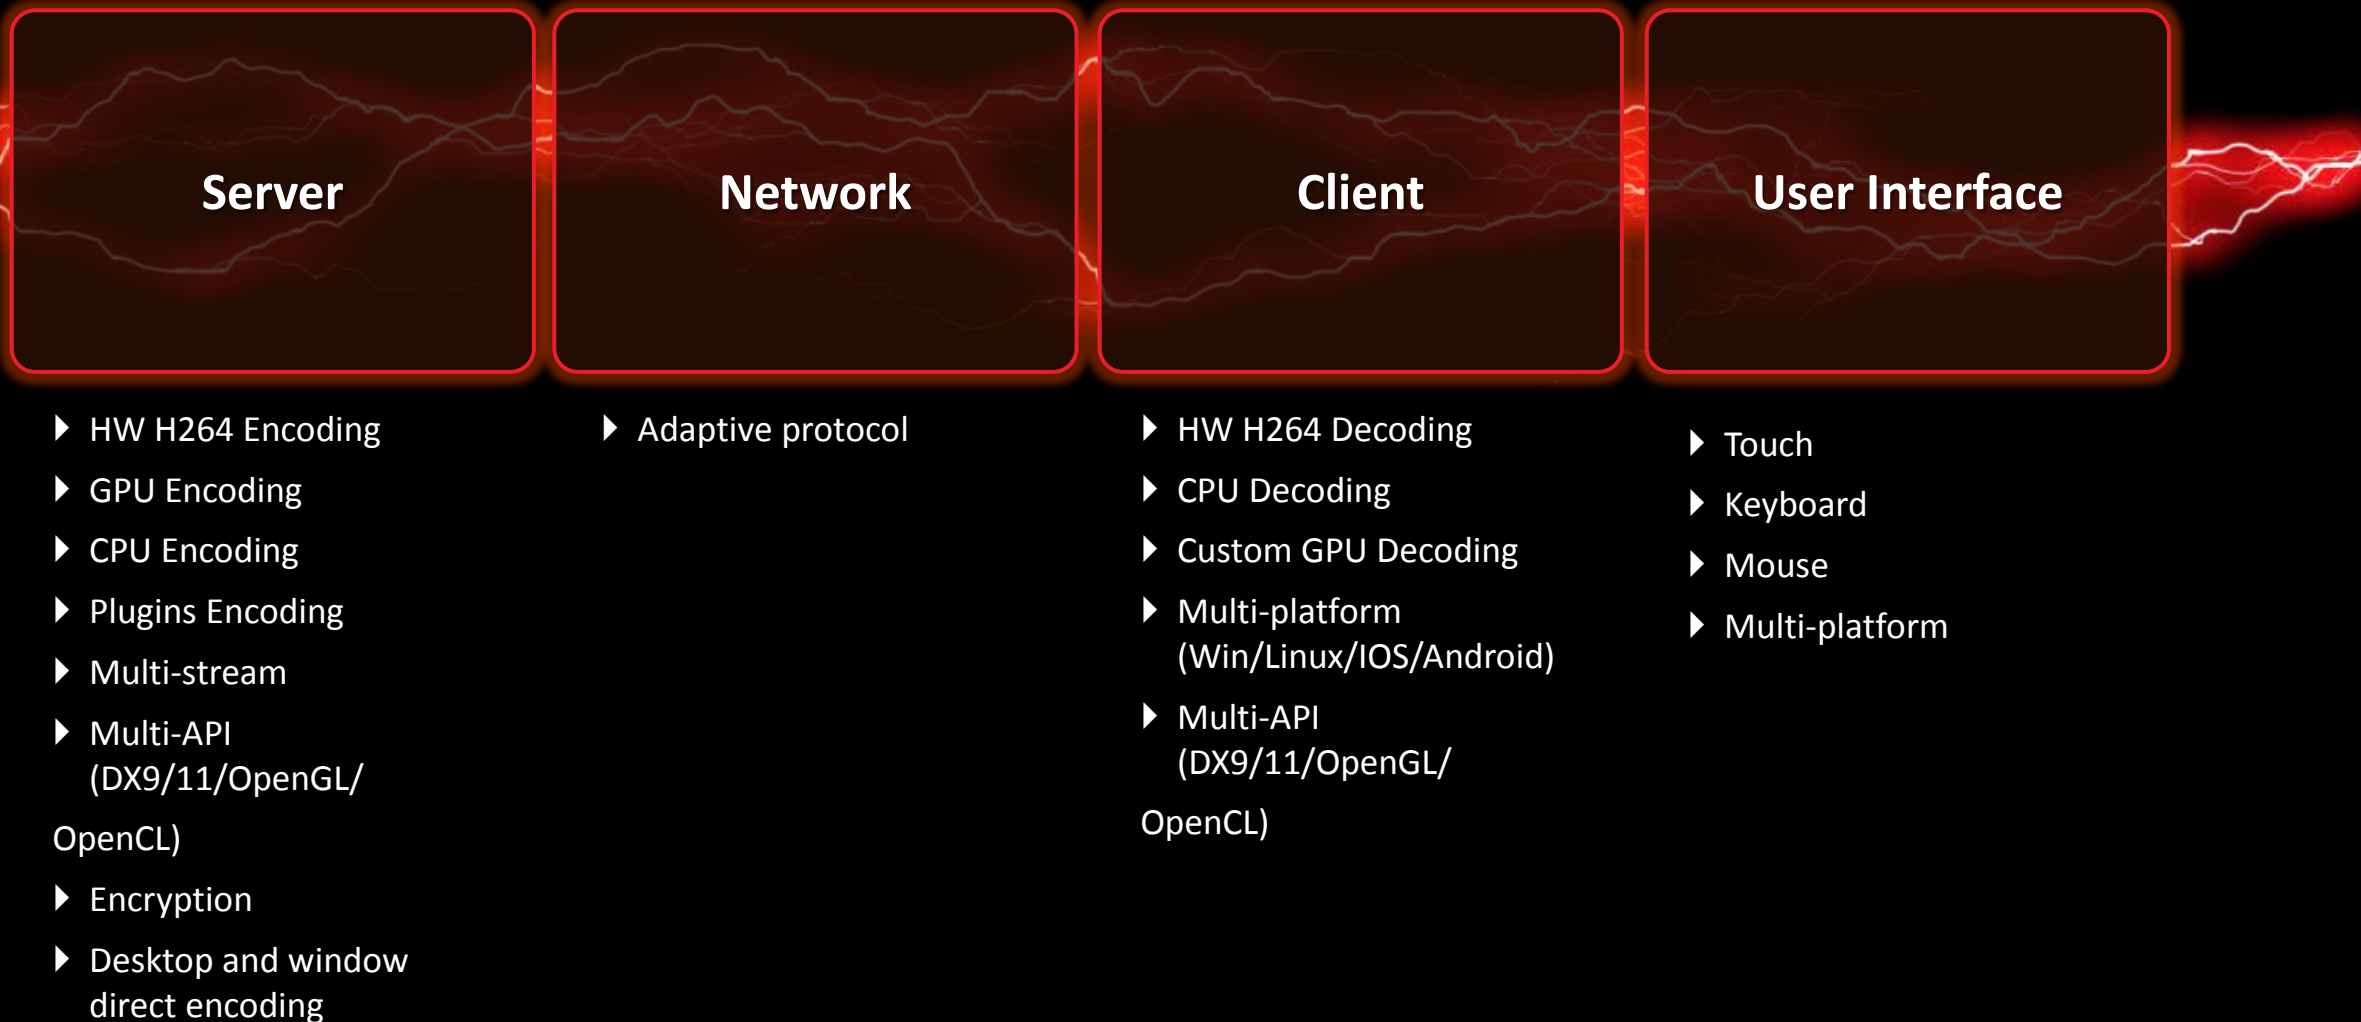 Server
Network
Client
User Interface
HW H264 Encoding
GPU Encoding
CPU Encoding
Plugins Encoding
Multi-stream
Multi-API
(DX9/11/OpenGL/
OpenCL)
Encryption
Desktop and window
direct encoding
Adaptive protocol
HW H264 Decoding
CPU Decoding
Custom GPU Decoding
Multi-platform
(Win/Linux/IOS/Android)
Multi-API
(DX9/11/OpenGL/
OpenCL)
Touch
Keyboard
Mouse
Multi-platform